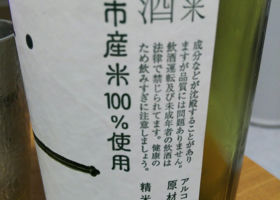 米
酒
市産米100%使用
成分などが沈殿することがあり
ますが品質には問題ありません。
飲酒運転及び未成年者の飲酒は
法律で禁じられてます。健康の
ため飲みすぎに注意しましょう。
アルコ
原材
精米